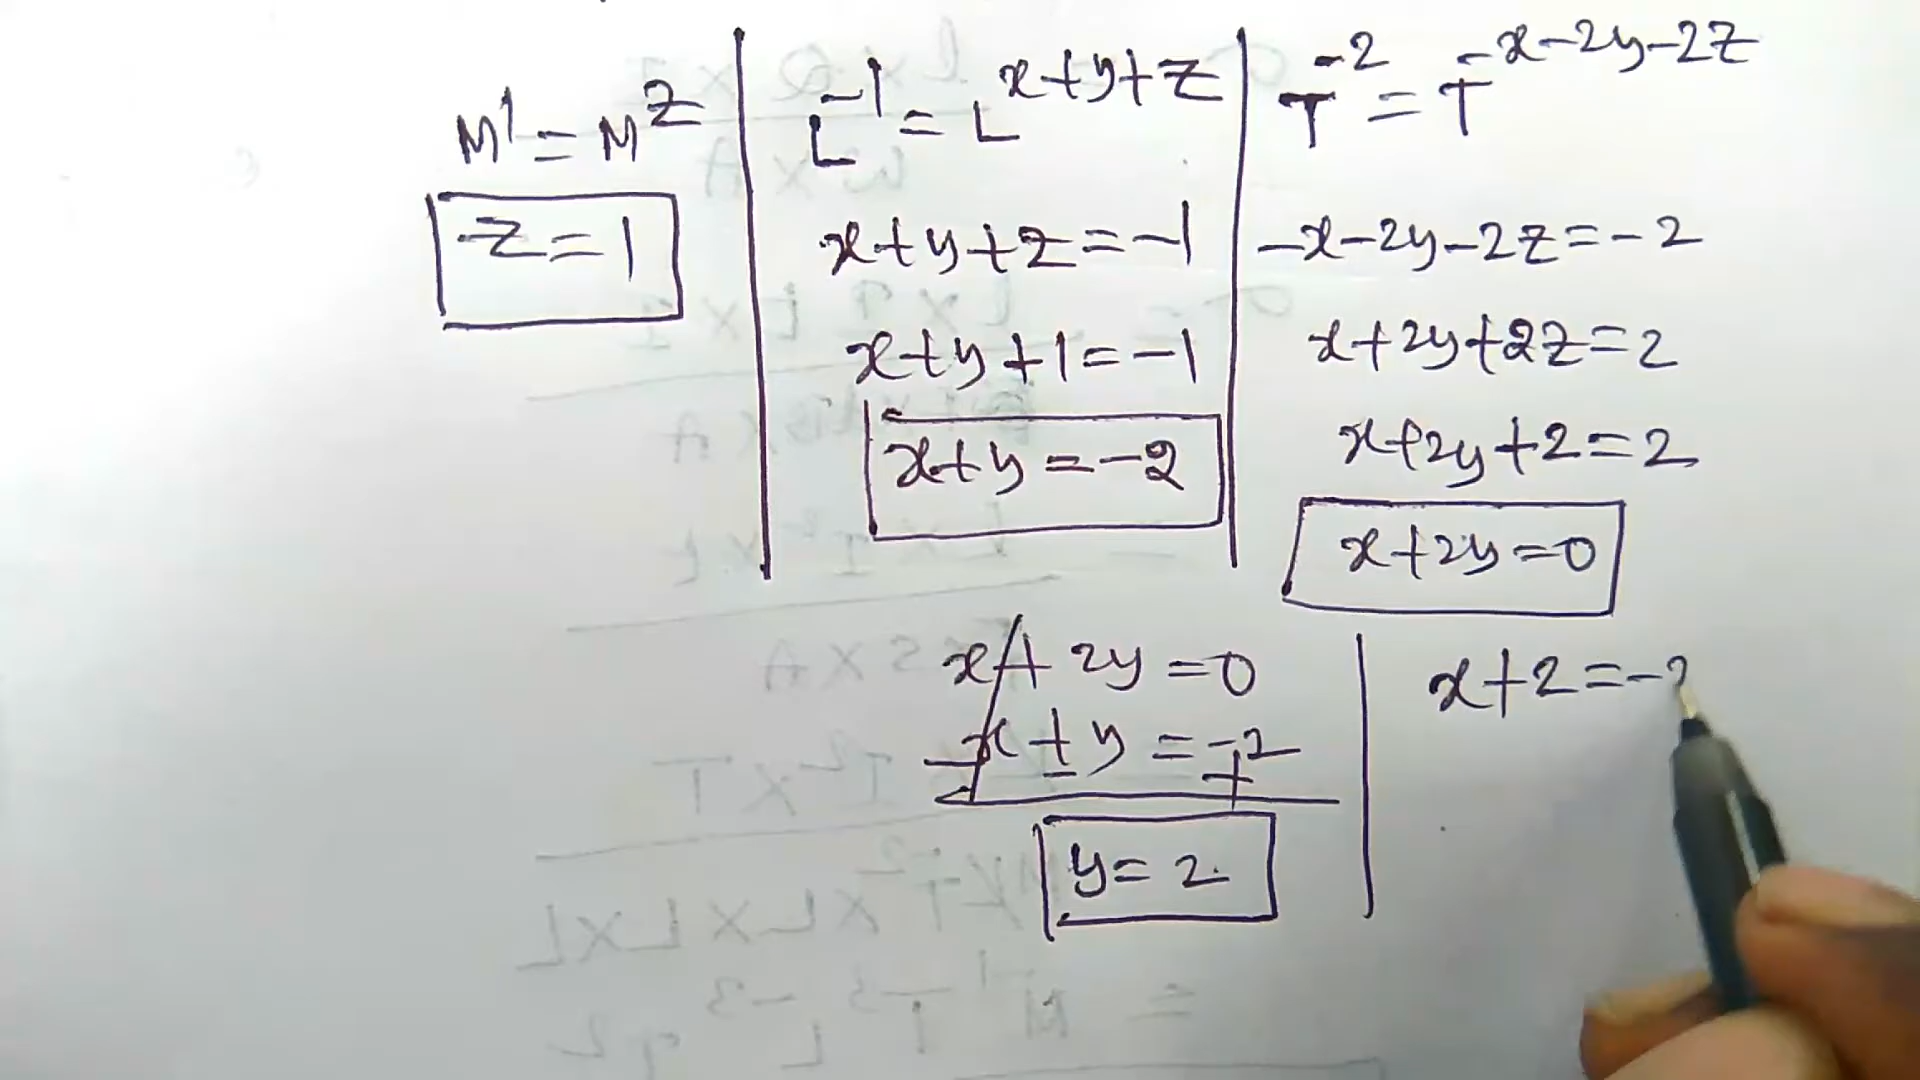 M¹ = M^Z
Z = 1
L⁻¹ = L^(x+y+z)
x+y+z = -1
x+y+1 = -1
x+y = -2
T⁻² = T^(-x-2y-2z)
-x-2y-2z = -2
x+2y+2z = 2
x+2y+2 = 2
x+2y = 0
x + 2y = 0
x + y = -2
- - +
y = 2
x+2 = -2